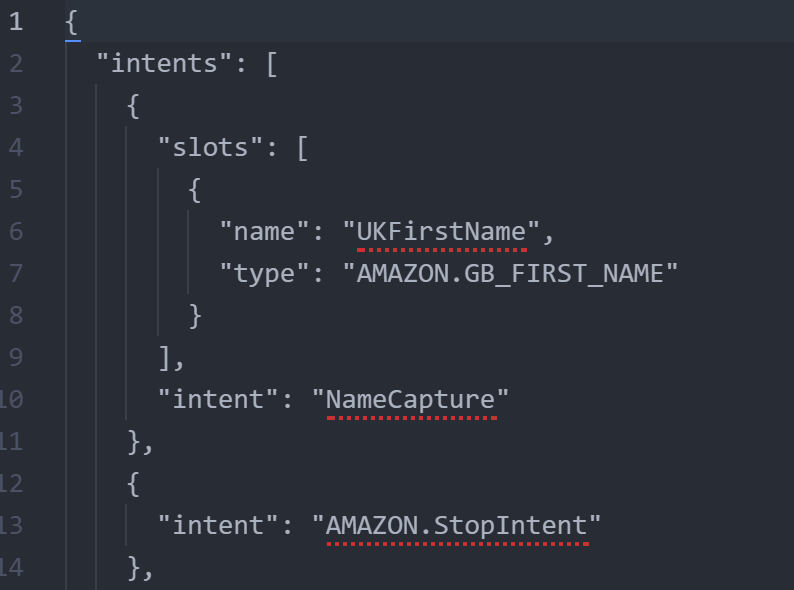 1 {
2 "intents": [
3 {
4 "slots": [
5 {
6 "name": "UKFirstName",
7 "type": "AMAZON.GB_FIRST_NAME"
8 }
9 ],
10 "intent": "NameCapture"
11 },
12 {
13 "intent": "AMAZON.StopIntent"
14 },